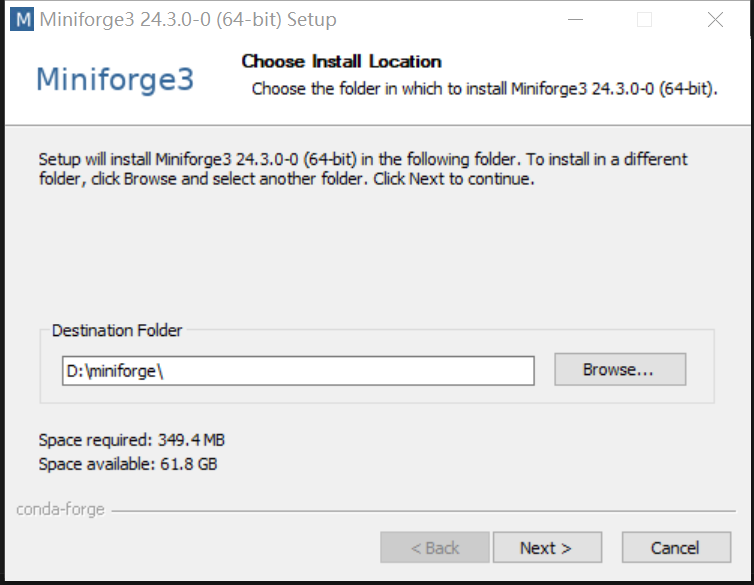 M Miniforge3 24.3.0-0 (64-bit) Setup
Miniforge3
Choose Install Location
Choose the folder in which to install Miniforge3 24.3.0-0 (64-bit).
Setup will install Miniforge3 24.3.0-0 (64-bit) in the following folder. To install in a different
folder, click Browse and select another folder. Click Next to continue.
Destination Folder
D:\miniforge\
Browse...
Space required: 349.4 MB
Space available: 61.8 GB
conda-forge
< Back
Next >
Cancel